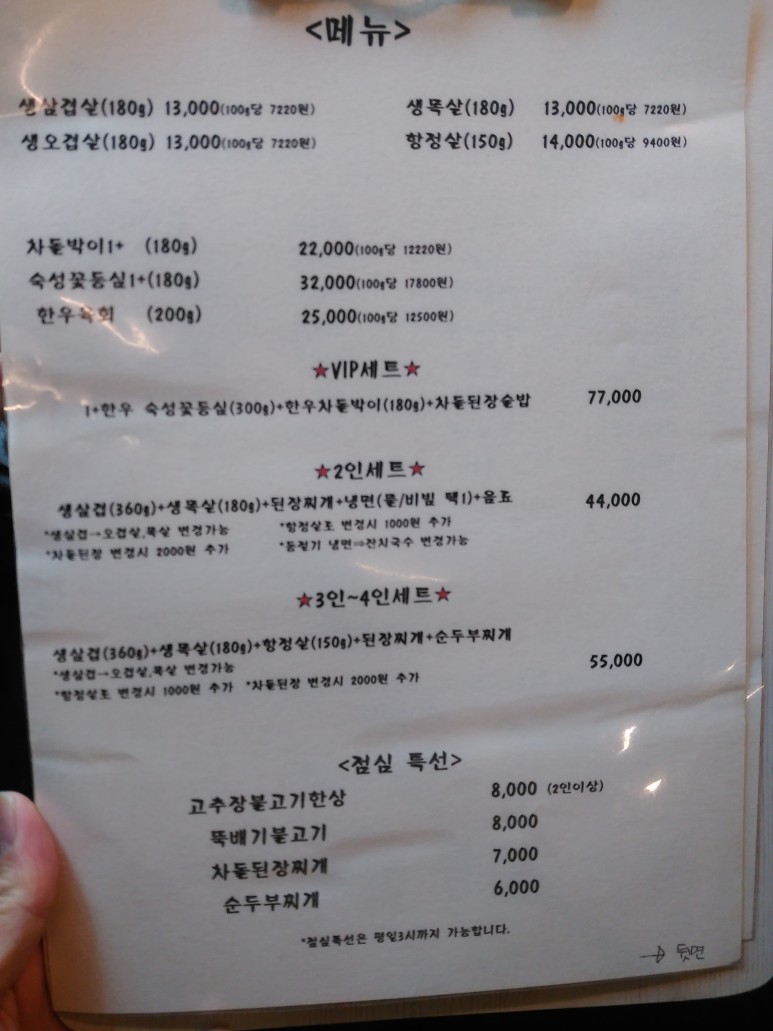 <메뉴>
생삼겹살(180g) 13,000(100g당 7220원)
생목살(180g) 13,000(100g당 7220원)
생오겹살(180g) 13,000(100g당 7220원)
항정살(150g) 14,000(100g당 9400원)
차돌박이1+ (180g) 22,000(100g당 12220원)
숙성꽃등심1+(180g) 32,000(100g당 17800원)
한우육회 (200g) 25,000(100g당 12500원)
★VIP세트★
1+한우 숙성꽃등심(300g)+한우차돌박이(180g)+차돌된장술밥 77,000
★2인세트★
생삼겹(360g)+생목살(180g)+된장찌개+냉면(물/비빔 택1)+음료 44,000
*생삼겹→오겹살,목살 변경가능 *항정살로 변경시 1000원 추가
*차돌된장 변경시 2000원 추가 *동절기 냉면⇒잔치국수 변경가능
★3인~4인세트★
생삼겹(360g)+생목살(180g)+항정살(150g)+된장찌개+순두부찌개
*생삼겹→오겹살,목살 변경가능 55,000
*항정살로 변경시 1000원 추가 *차돌된장 변경시 2000원 추가
<점심 특선>
고추장불고기한상 8,000 (2인이상)
뚝배기불고기 8,000
차돌된장찌개 7,000
순두부찌개 6,000
*점심특선은 평일3시까지 가능합니다.
→ 뒷면